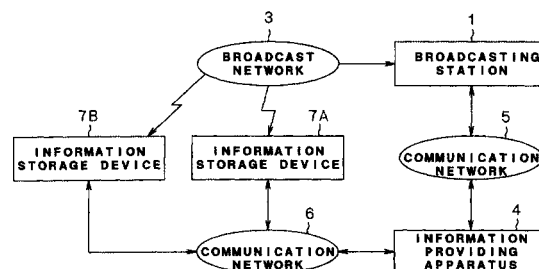 3
BROADCAST
NETWORK
1
BROADCASTING
STATION
7B
INFORMATION
STORAGE DEVICE
7A
INFORMATION
STORAGE DEVICE
5
COMMUNICATION
NETWORK
6
COMMUNICATION
NETWORK
4
INFORMATION
PROVIDING
APPARATUS